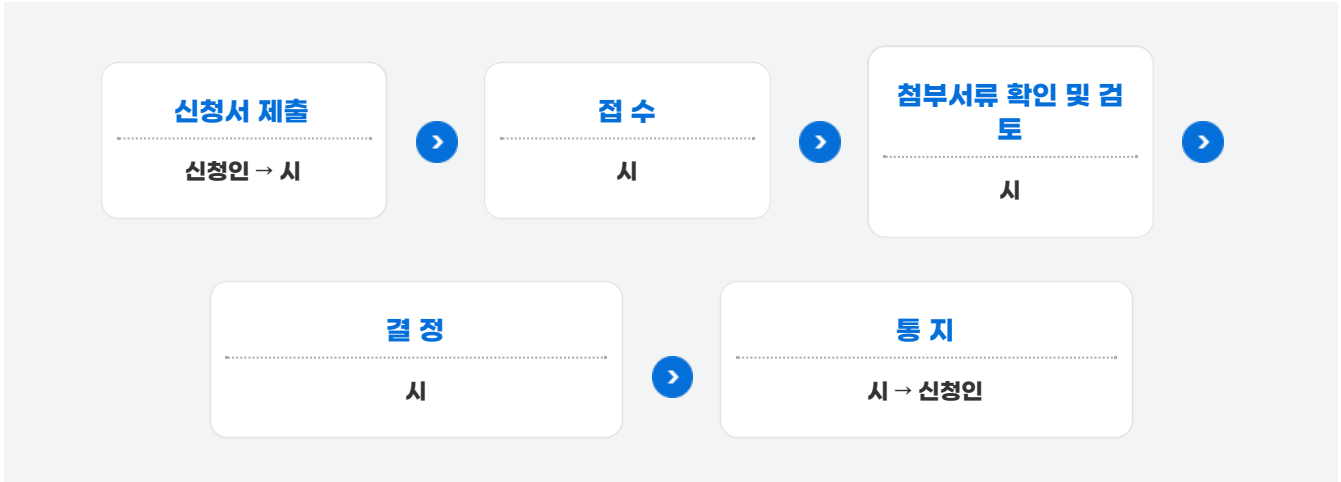 신청서 제출
신청인 → 시
접 수
시
첨부서류 확인 및 검
토
시
결 정
시
통 지
시 → 신청인